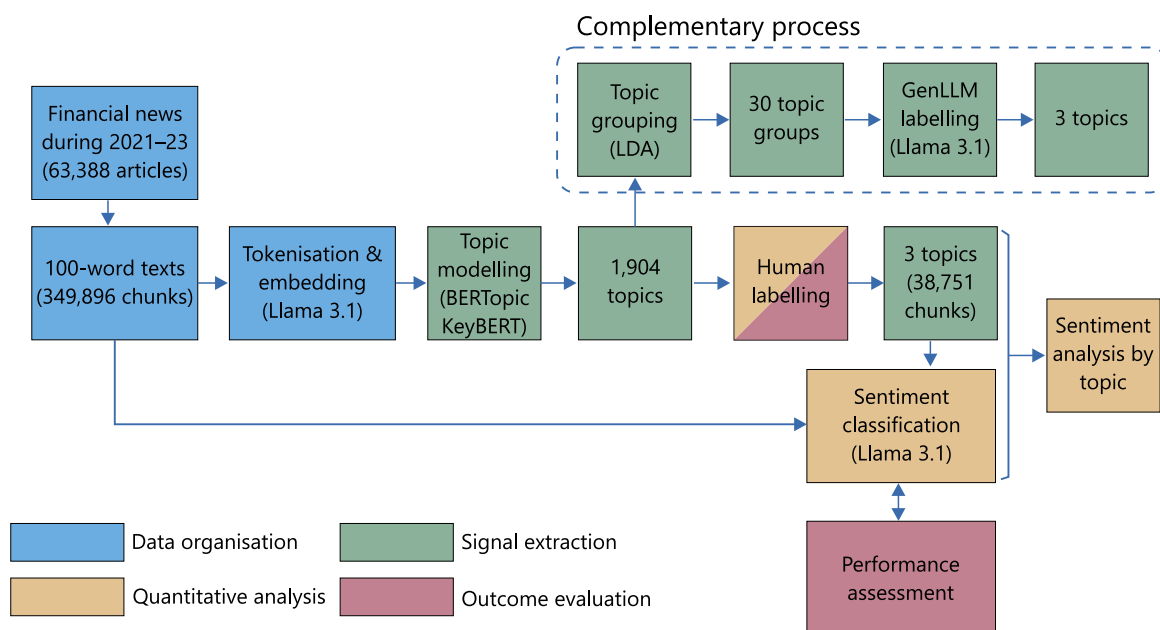 Complementary process
Topic
grouping
(LDA)
30 topic
groups
GenLLM
labelling
(Llama 3.1)
3 topics
Financial news
during 2021–23
(63,388 articles)
100-word texts
(349,896 chunks)
Tokenisation &
embedding
(Llama 3.1)
Topic
modelling
(BERTopic
KeyBERT)
1,904
topics
Human
labelling
3 topics
(38,751
chunks)
Sentiment
analysis by
topic
Sentiment
classification
(Llama 3.1)
Performance
assessment
Data organisation
Signal extraction
Quantitative analysis
Outcome evaluation